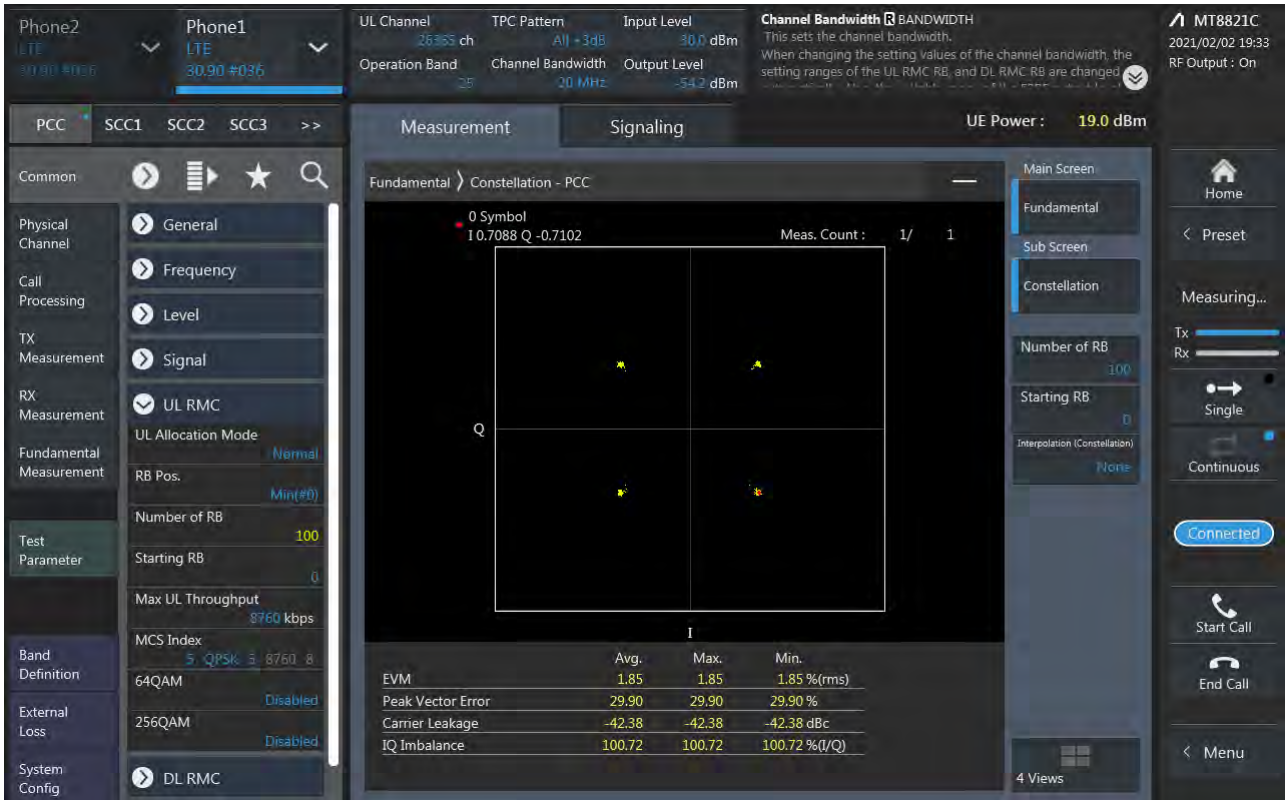 Phone2
LTE
30.90 #036
Phone1
LTE
30.90 #036
UL Channel
26365 ch
TPC Pattern
All +3dB
Input Level
30.0 dBm
Operation Band
25
Channel Bandwidth
20 MHz
Output Level
-54.2 dBm
Channel Bandwidth R BANDWIDTH
This sets the channel bandwidth.
When changing the setting values of the channel bandwidth, the
setting ranges of the UL RMC RB, and DL RMC RB are changed
MT8821C
2021/02/02 19:33
RF Output : On
PCC
SCC1
SCC2
SCC3
>>
Measurement
Signaling
UE Power : 19.0 dBm
Common
Physical
Channel
Call
Processing
TX
Measurement
RX
Measurement
Fundamental
Measurement
Test
Parameter
Band
Definition
External
Loss
System
Config
General
Frequency
Level
Signal
UL RMC
UL Allocation Mode
Normal
RB Pos.
Min(#0)
Number of RB
100
Starting RB
0
Max UL Throughput
8760 kbps
MCS Index
5 QPSK 5 8760 8
64QAM
Disabled
256QAM
Disabled
DL RMC
Fundamental > Constellation - PCC
0 Symbol
I 0.7088 Q -0.7102
Meas. Count : 1/ 1
Q
I
Avg. Max. Min.
EVM 1.85 1.85 1.85 %(rms)
Peak Vector Error 29.90 29.90 29.90 %
Carrier Leakage -42.38 -42.38 -42.38 dBc
IQ Imbalance 100.72 100.72 100.72 %(I/Q)
Main Screen
Fundamental
Sub Screen
Constellation
Number of RB
100
Starting RB
0
Interpolation (Constellation)
None
4 Views
Home
< Preset
Measuring...
Tx
Rx
Single
Continuous
Connected
Start Call
End Call
< Menu